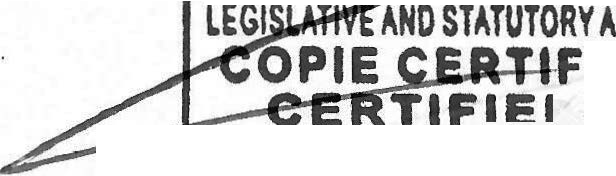 LEGISLATIVE AND STATUTORY A
COPIE CERTIF
CERTIFIE